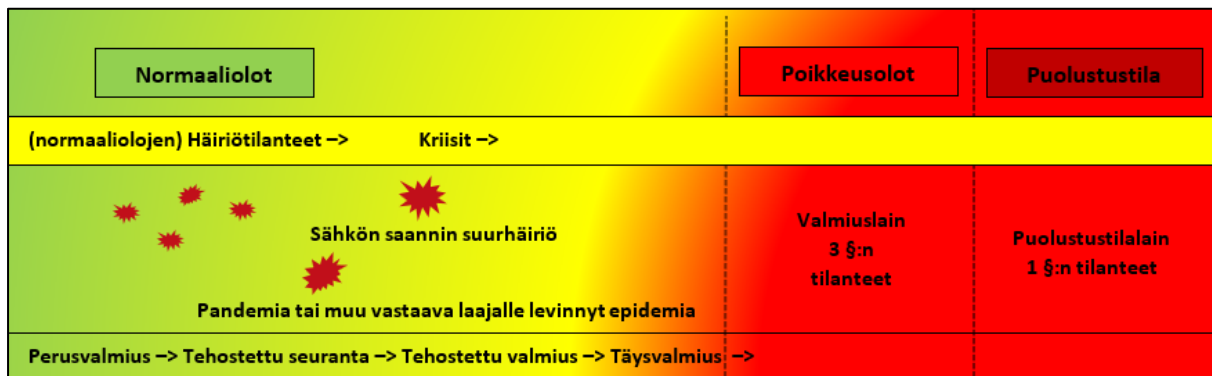 Normaaliolot
Poikkeusolot
Puolustustila
(normaaliolojen) Häiriötilanteet –> Kriisit –>
Sähkön saannin suurhäiriö
Pandemia tai muu vastaava laajalle levinnyt epidemia
Valmiuslain
3 §:n
tilanteet
Puolustustilalain
1 §:n tilanteet
Perusvalmius –> Tehostettu seuranta –> Tehostettu valmius –> Täysvalmius –>